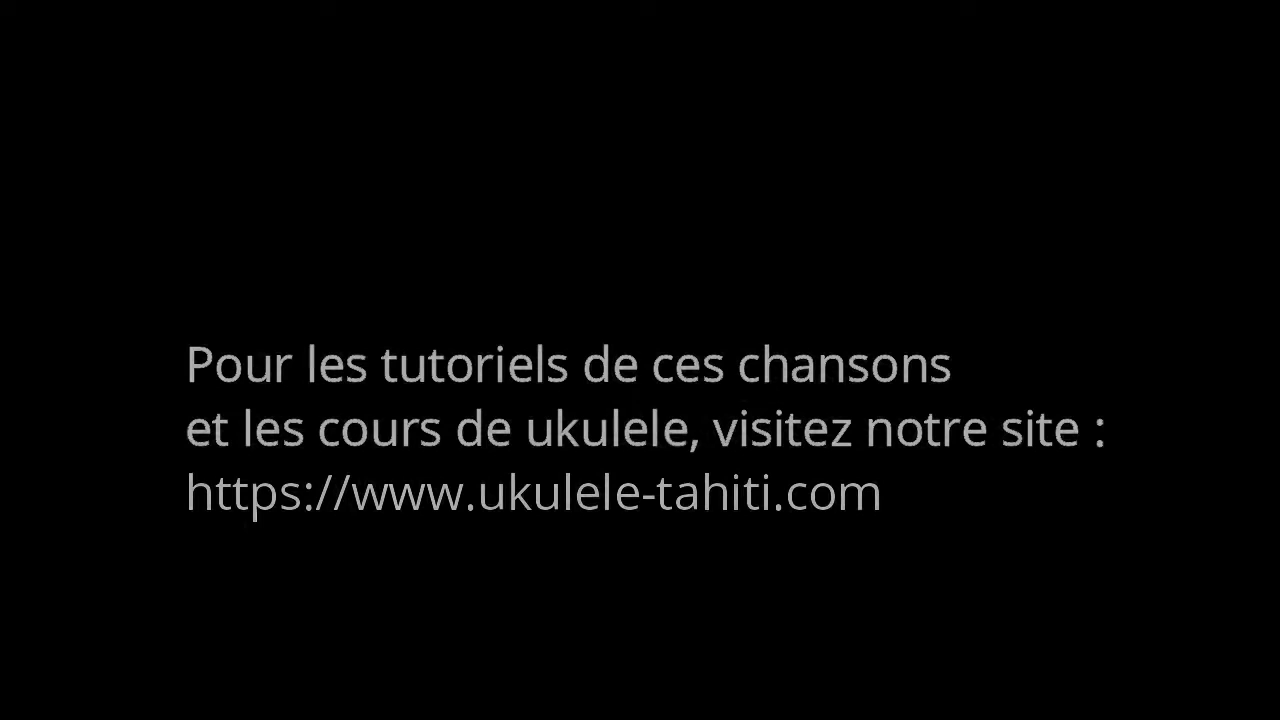 Pour les tutoriels de ces chansons
et les cours de ukulele, visitez notre site :
https://www.ukulele-tahiti.com